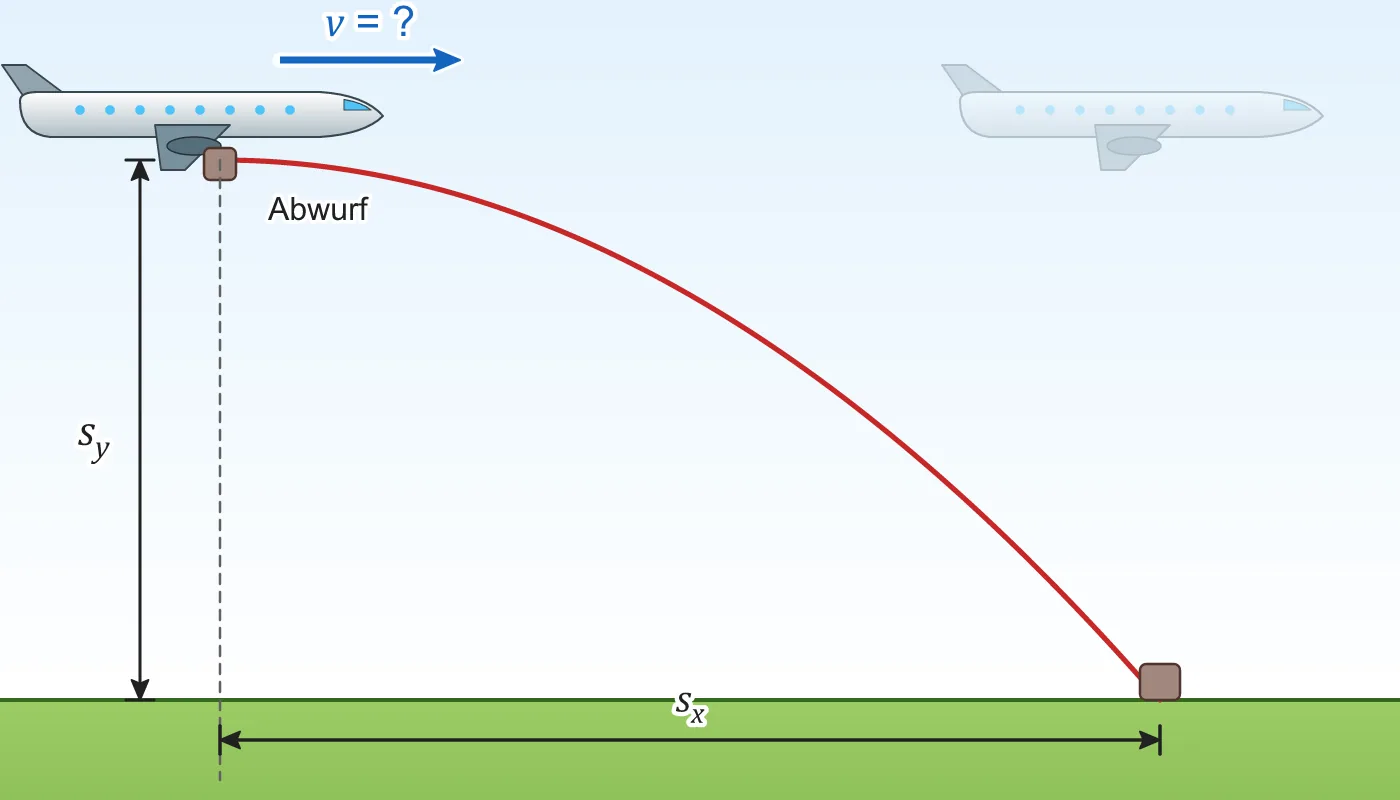 v = ?
Abwurf
s_y
s_x